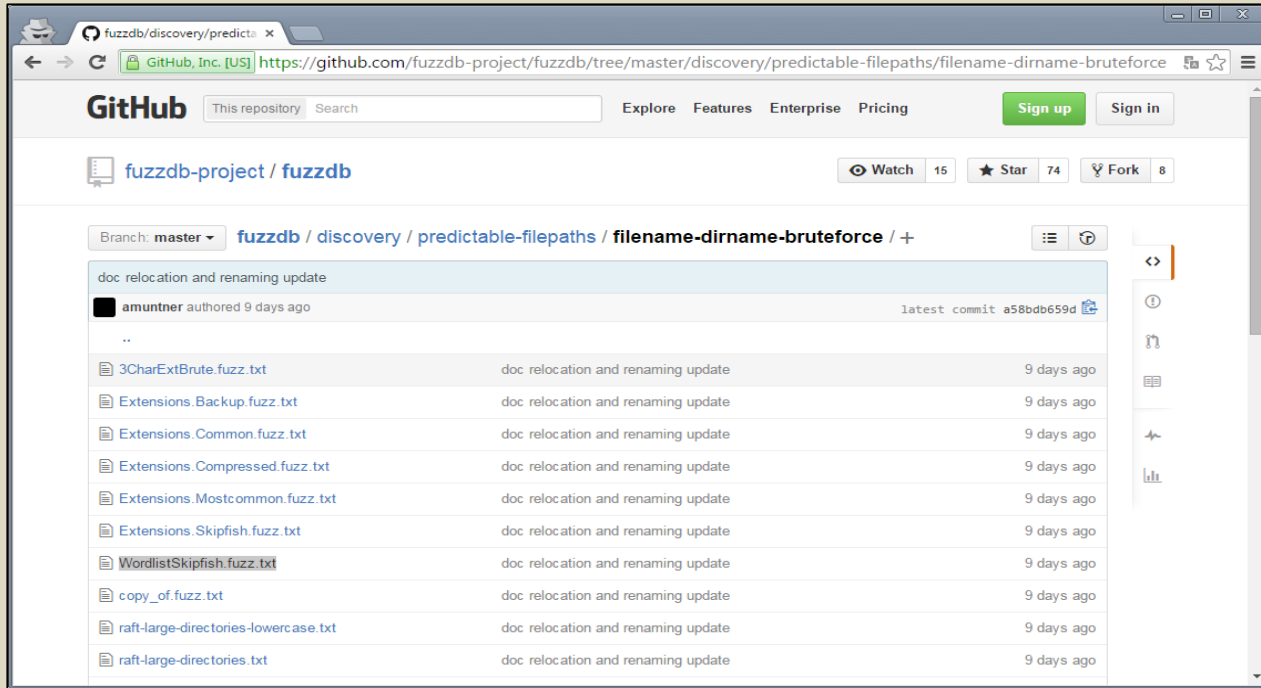 fuzzdb/discovery/predicta ×
GitHub, Inc. [US] https://github.com/fuzzdb-project/fuzzdb/tree/master/discovery/predictable-filepaths/filename-dirname-bruteforce
GitHub This repository Search Explore Features Enterprise Pricing Sign up Sign in
fuzzdb-project / fuzzdb Watch 15 Star 74 Fork 8
Branch: master fuzzdb / discovery / predictable-filepaths / filename-dirname-bruteforce / +
doc relocation and renaming update
amuntner authored 9 days ago latest commit a58bdb659d
..
3CharExtBrute.fuzz.txt doc relocation and renaming update 9 days ago
Extensions.Backup.fuzz.txt doc relocation and renaming update 9 days ago
Extensions.Common.fuzz.txt doc relocation and renaming update 9 days ago
Extensions.Compressed.fuzz.txt doc relocation and renaming update 9 days ago
Extensions.Mostcommon.fuzz.txt doc relocation and renaming update 9 days ago
Extensions.Skipfish.fuzz.txt doc relocation and renaming update 9 days ago
WordlistSkipfish.fuzz.txt doc relocation and renaming update 9 days ago
copy_of.fuzz.txt doc relocation and renaming update 9 days ago
raft-large-directories-lowercase.txt doc relocation and renaming update 9 days ago
raft-large-directories.txt doc relocation and renaming update 9 days ago